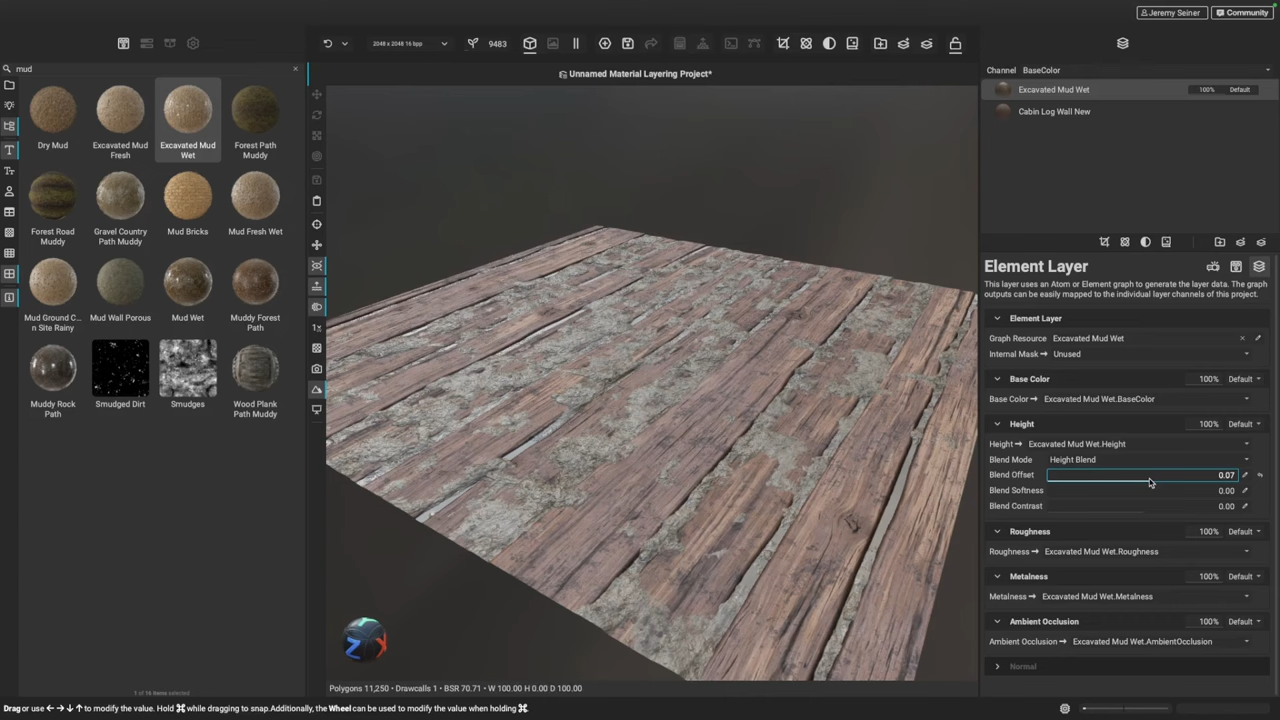 Jeremy Seiner
Community
2048 x 2048 16 bpp
9483
mud
Unnamed Material Layering Project*
Channel BaseColor
Excavated Mud Wet 100% Default
Cabin Log Wall New
Dry Mud
Excavated Mud Fresh
Excavated Mud Wet
Forest Path Muddy
Forest Road Muddy
Gravel Country Path Muddy
Mud Bricks
Mud Fresh Wet
Mud Ground C... n Site Rainy
Mud Wall Porous
Mud Wet
Muddy Forest Path
Muddy Rock Path
Smudged Dirt
Smudges
Wood Plank Path Muddy
1 of 16 items selected
1x
Z X
Polygons 11,250 • Drawcalls 1 • BSR 70.71 • W 100.00 H 0.00 D 100.00
Element Layer
This layer uses an Atom or Element graph to generate the layer data. The graph
outputs can be easily mapped to the individual layer channels of this project.
Element Layer
Graph Resource Excavated Mud Wet
Internal Mask → Unused
Base Color 100% Default
Base Color → Excavated Mud Wet.BaseColor
Height 100% Default
Height → Excavated Mud Wet.Height
Blend Mode Height Blend
Blend Offset 0.07
Blend Softness 0.00
Blend Contrast 0.00
Roughness 100% Default
Roughness → Excavated Mud Wet.Roughness
Metalness 100% Default
Metalness → Excavated Mud Wet.Metalness
Ambient Occlusion 100% Default
Ambient Occlusion → Excavated Mud Wet.AmbientOcclusion
Normal
Drag or use ← → ↓ ↑ to modify the value. Hold ⌘ while dragging to snap.Additionally, the Wheel can be used to modify the value when holding ⌘.